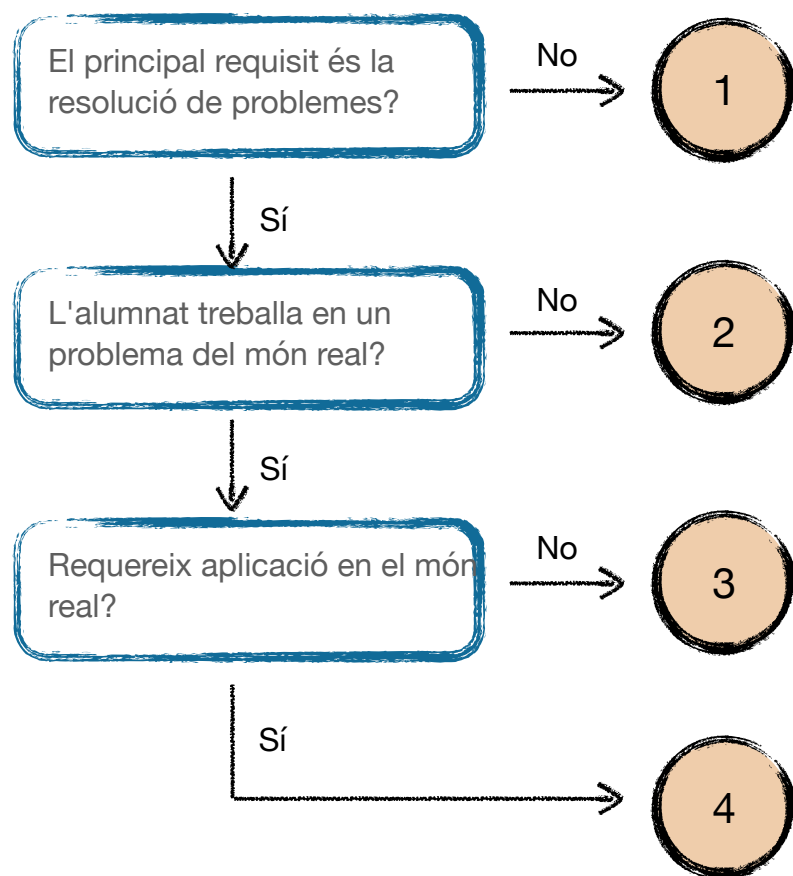 El principal requisit és la
resolució de problemes?
No
1
Sí
L'alumnat treballa en un
problema del món real?
No
2
Sí
Requereix aplicació en el món
real?
No
3
Sí
4